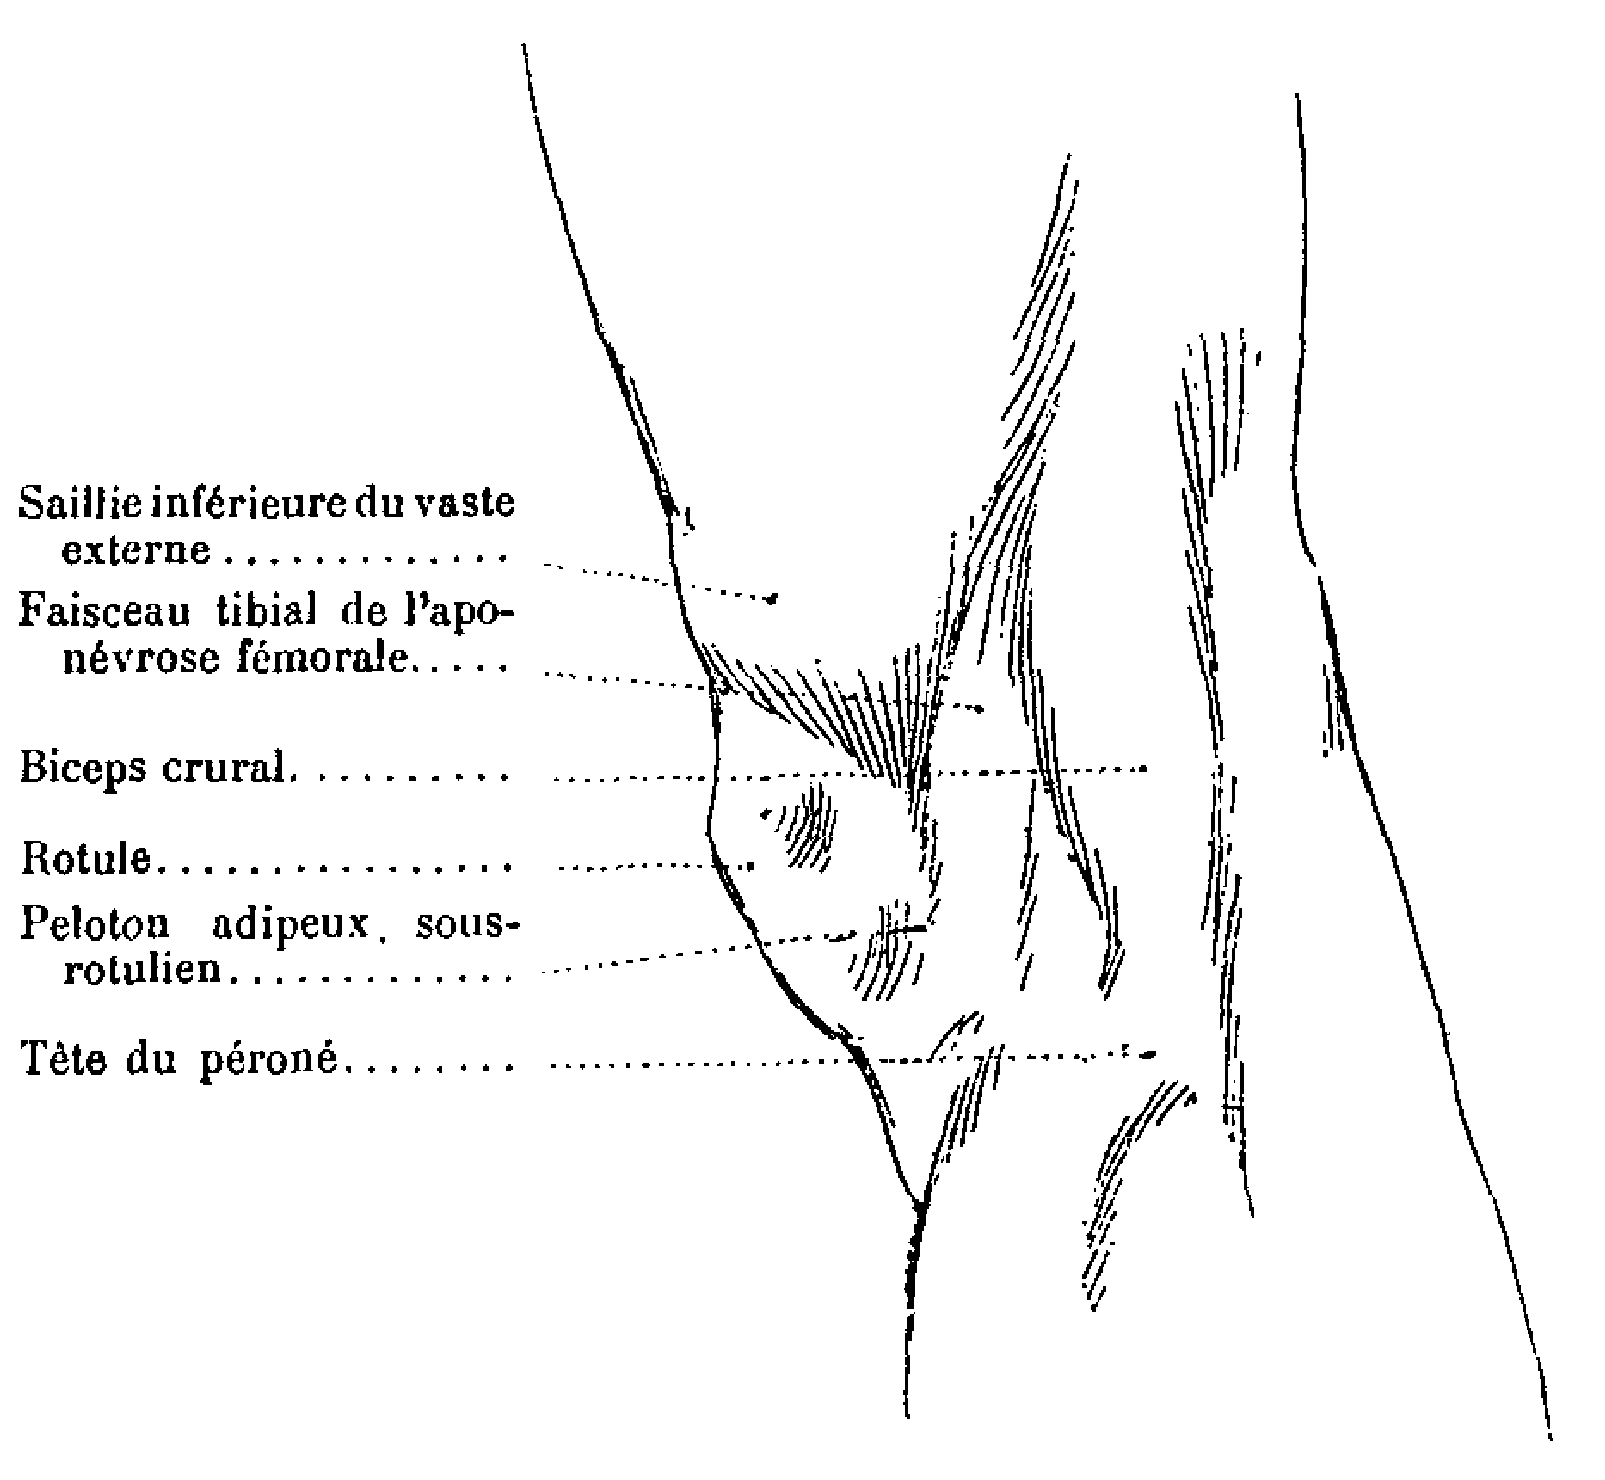 Saillie inférieure du vaste
externe .............
Faisceau tibial de l'apo-
névrose fémorale.....
Biceps crural..........
Rotule................
Peloton adipeux, sous-
rotulien.............
Tête du péroné........